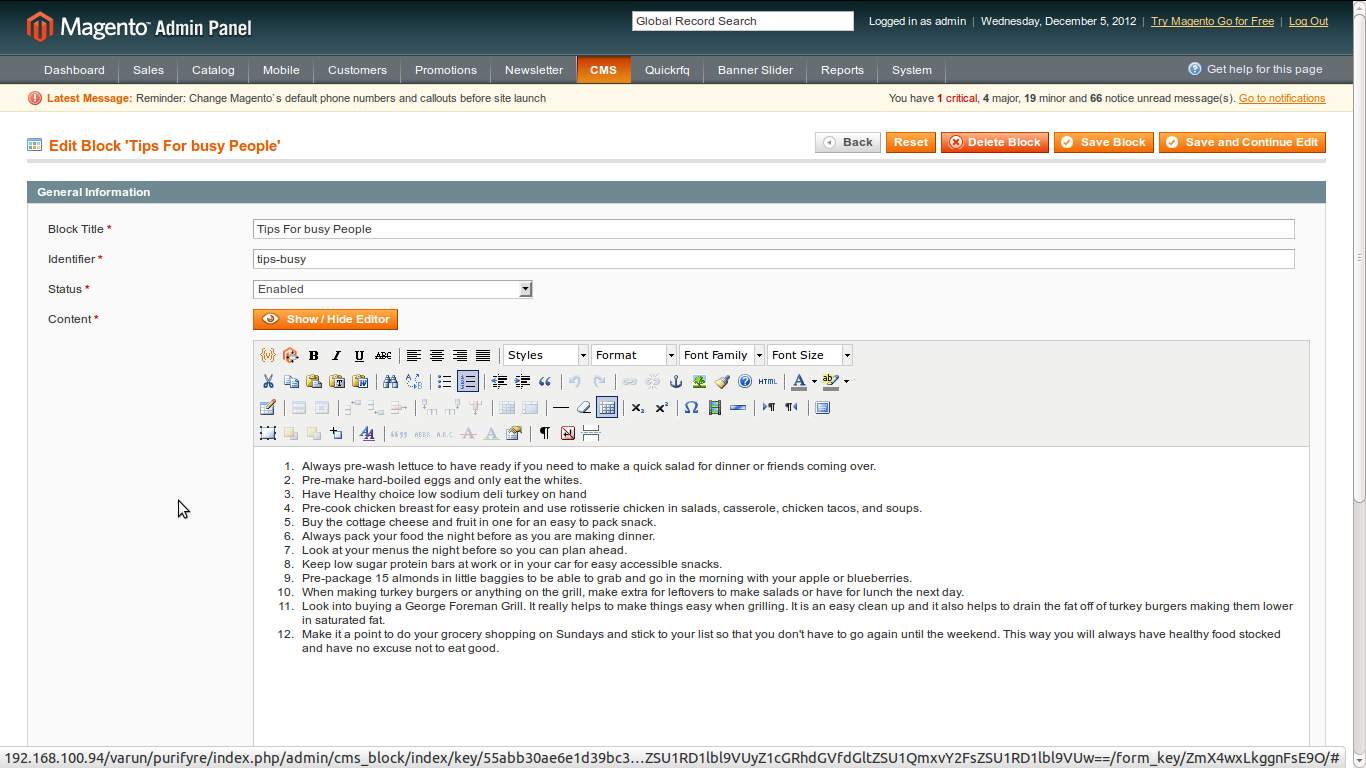 Magento™ Admin Panel
Global Record Search
Logged in as admin | Wednesday, December 5, 2012 | Try Magento Go for Free | Log Out
Dashboard Sales Catalog Mobile Customers Promotions Newsletter CMS Quickrfq Banner Slider Reports System Get help for this page
Latest Message: Reminder: Change Magento`s default phone numbers and callouts before site launch
You have 1 critical, 4 major, 19 minor and 66 notice unread message(s). Go to notifications
Edit Block 'Tips For busy People'
Back Reset Delete Block Save Block Save and Continue Edit
General Information
Block Title * Tips For busy People
Identifier * tips-busy
Status * Enabled
Content * Show / Hide Editor
B I U ABC Styles Format Font Family Font Size
HTML A ab
x₂ x² Ω
AA ABBR A.B.C. A A ¶
1. Always pre-wash lettuce to have ready if you need to make a quick salad for dinner or friends coming over.
2. Pre-make hard-boiled eggs and only eat the whites.
3. Have Healthy choice low sodium deli turkey on hand
4. Pre-cook chicken breast for easy protein and use rotisserie chicken in salads, casserole, chicken tacos, and soups.
5. Buy the cottage cheese and fruit in one for an easy to pack snack.
6. Always pack your food the night before as you are making dinner.
7. Look at your menus the night before so you can plan ahead.
8. Keep low sugar protein bars at work or in your car for easy accessible snacks.
9. Pre-package 15 almonds in little baggies to be able to grab and go in the morning with your apple or blueberries.
10. When making turkey burgers or anything on the grill, make extra for leftovers to make salads or have for lunch the next day.
11. Look into buying a George Foreman Grill. It really helps to make things easy when grilling. It is an easy clean up and it also helps to drain the fat off of turkey burgers making them lower
in saturated fat.
12. Make it a point to do your grocery shopping on Sundays and stick to your list so that you don't have to go again until the weekend. This way you will always have healthy food stocked
and have no excuse not to eat good.
192.168.100.94/varun/purifyre/index.php/admin/cms_block/index/key/55abb30ae6e1d39bc3...ZSU1RD1lbl9VUyZ1cGRhdGVfdGltZSU1QmxvY2FsZSU1RD1lbl9VUw==/form_key/ZmX4wxLkggnFsE9O/#